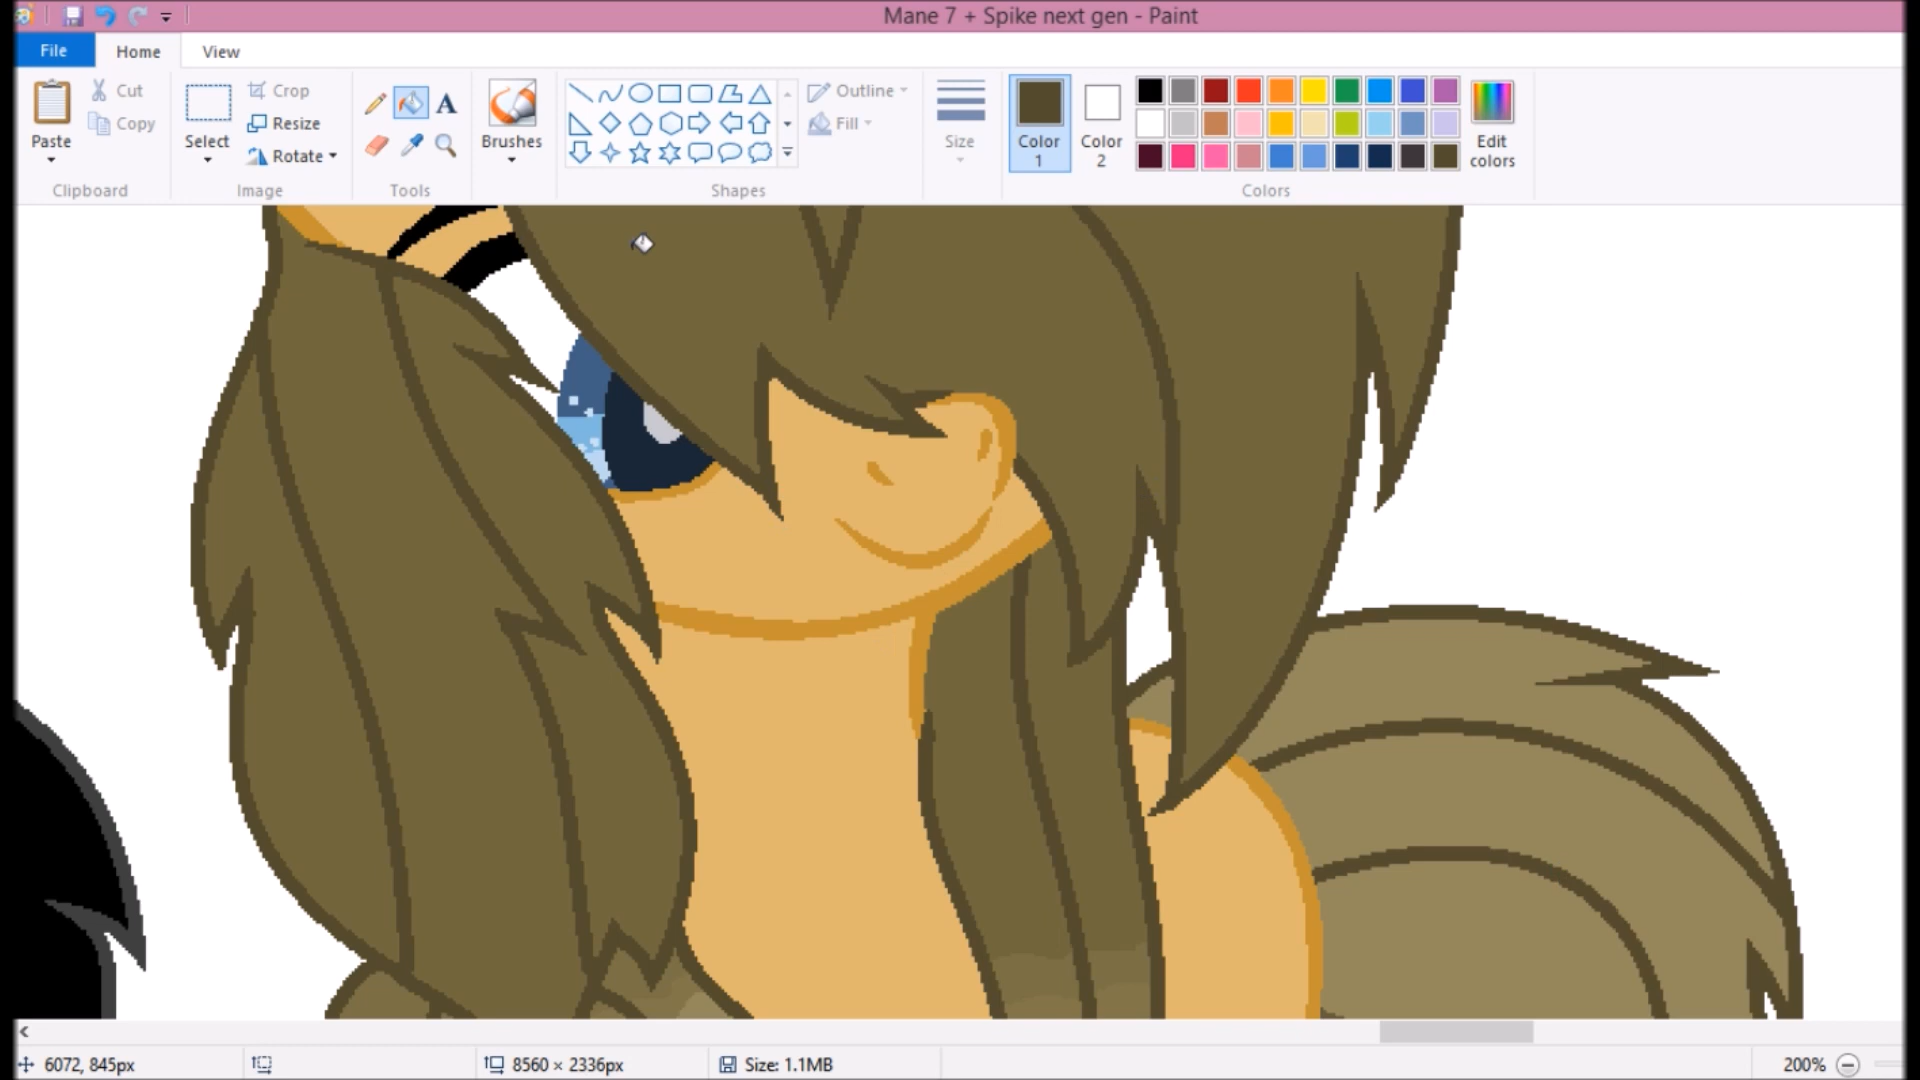 Mane 7 + Spike next gen - Paint
File Home View
Paste
Cut
Copy
Clipboard
Select
Crop
Resize
Rotate
Image
A
Tools
Brushes
Shapes
Outline
Fill
Size
Color 1
Color 2
Edit colors
Colors
6072, 845px
8560 × 2336px
Size: 1.1MB
200%